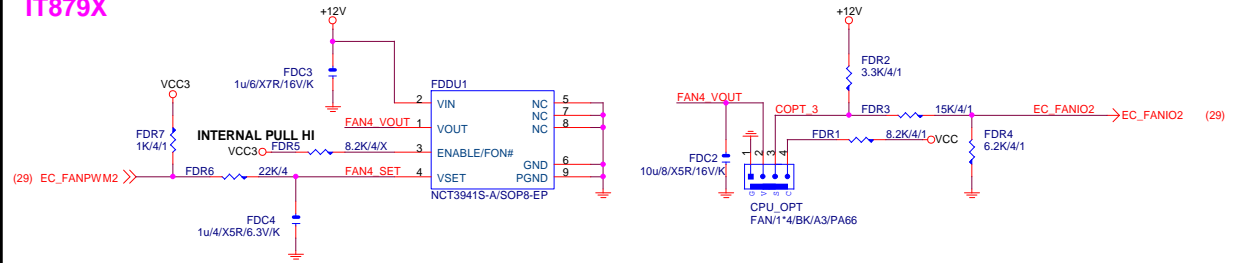 IT879X
+12V
FDC3
1u/6/X7R/16V/K
VCC3
FDR7
1K/4/1
INTERNAL PULL HI
VCC3
FDR5
8.2K/4/X
(29) EC_FANPWM2
FDR6
22K/4
FAN4_SET
FDC4
1u/4/X5R/6.3V/K
FAN4_VOUT
FDDU1
2 VIN
1 VOUT
3 ENABLE/FON#
4 VSET
NC 5
NC 7
NC 8
GND 6
PGND 9
NCT3941S-A/SOP8-EP
+12V
FDR2
3.3K/4/1
FAN4_VOUT
COPT_3
FDR3
15K/4/1
EC_FANIO2
EC_FANIO2 (29)
FDR1
8.2K/4/1
VCC
FDR4
6.2K/4/1
FDC2
10u/8/X5R/16V/K
1 2 3 4
G V S C
CPU_OPT
FAN/1*4/BK/A3/PA66